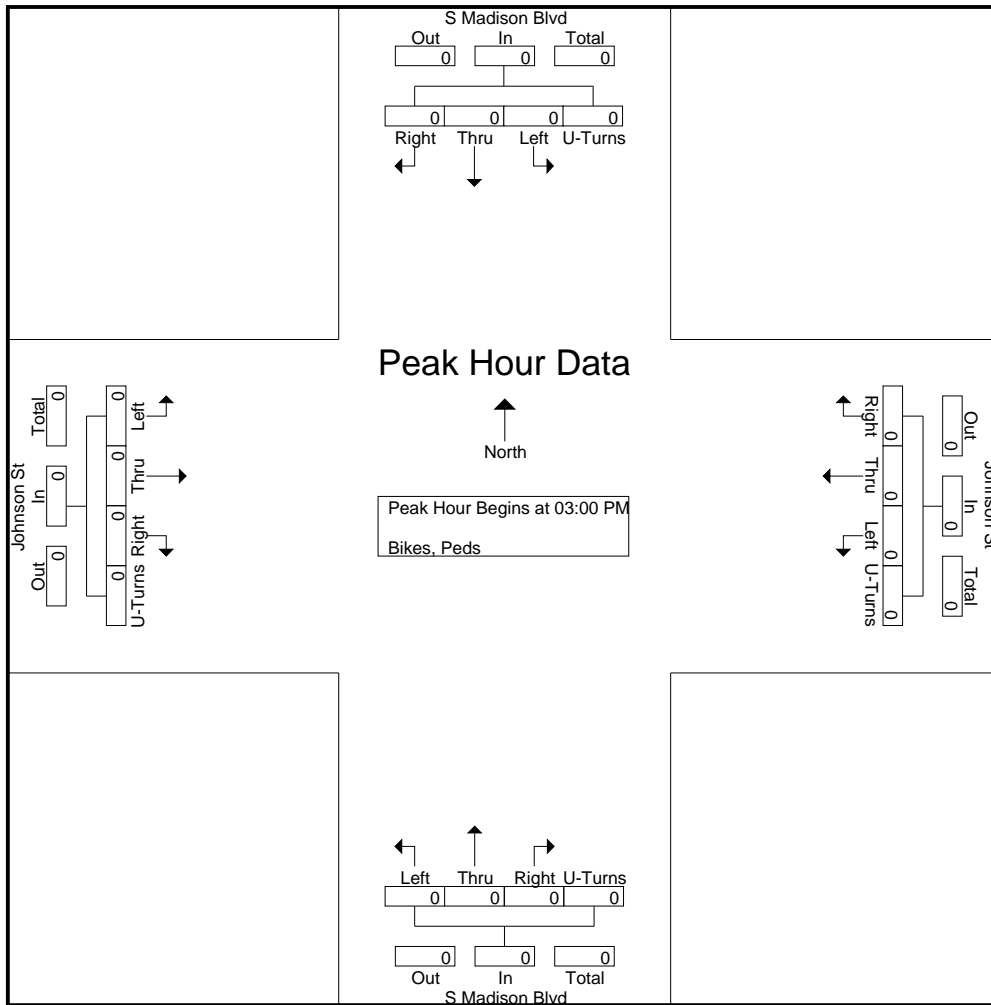 S Madison Blvd
Out In Total
0 0 0
0 0 0 0
Right Thru Left U-Turns
Peak Hour Data
North
Peak Hour Begins at 03:00 PM
Bikes, Peds
Johnson St
Total In Out
0 0 0
0 0 0 0
Left Thru Right U-Turns
Johnson St
Out In Total
0 0 0
0 0 0 0
Right Thru Left U-Turns
Left Thru Right U-Turns
0 0 0 0
0 0 0
Out In Total
S Madison Blvd